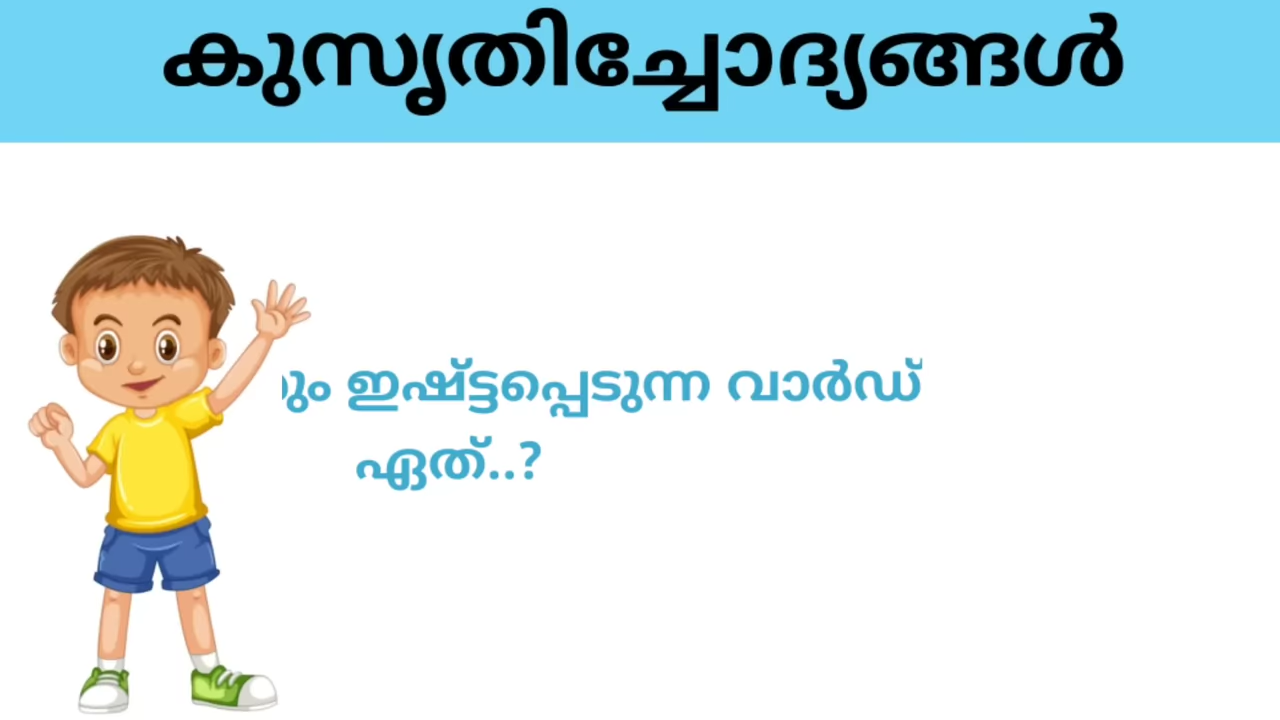 കുസൃതിച്ചോദ്യങ്ങൾ
ഇഷ്ട്ടപ്പെടുന്ന വാർഡ്
ഏത്..?